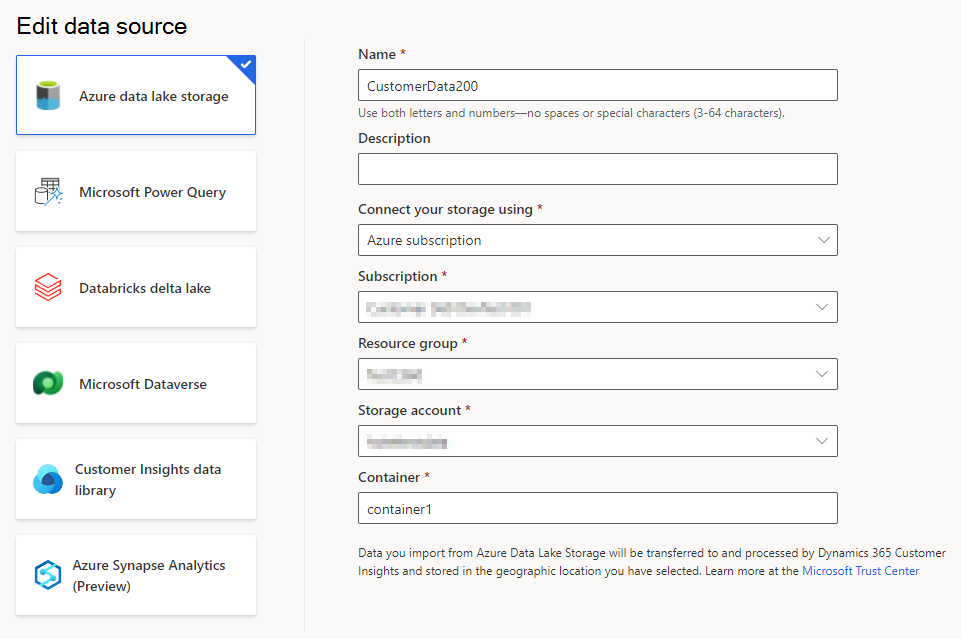 Edit data source
Azure data lake storage
Microsoft Power Query
Databricks delta lake
Microsoft Dataverse
Customer Insights data
library
Azure Synapse Analytics
(Preview)
Name *
CustomerData200
Use both letters and numbers—no spaces or special characters (3-64 characters).
Description
Connect your storage using *
Azure subscription
Subscription *
Resource group *
Storage account *
Container *
container1
Data you import from Azure Data Lake Storage will be transferred to and processed by Dynamics 365 Customer
Insights and stored in the geographic location you have selected. Learn more at the Microsoft Trust Center